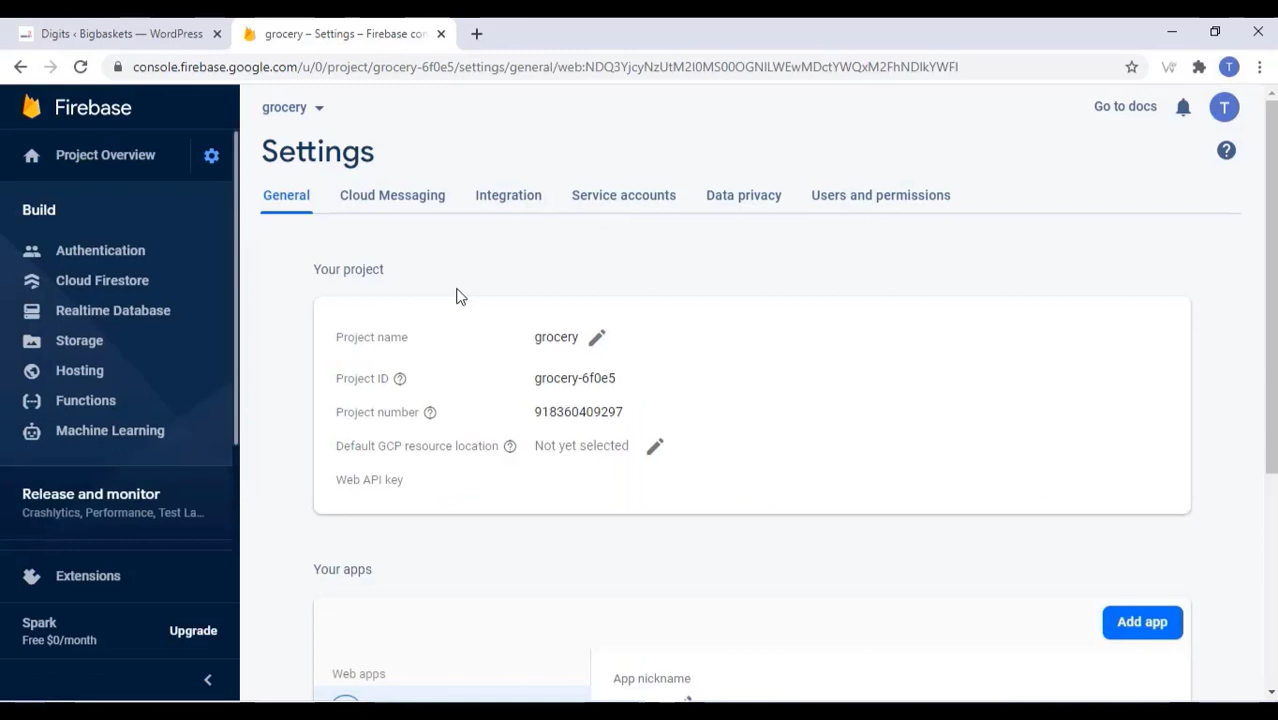 Digits ‹ Bigbaskets — WordPress
grocery – Settings – Firebase con
console.firebase.google.com/u/0/project/grocery-6f0e5/settings/general/web:NDQ3YjcyNzUtM2I0MS00OGNlLWEwMDctYWQxM2FhNDlkYWFl
T
Firebase
grocery
Go to docs
T
Project Overview
Settings
General
Cloud Messaging
Integration
Service accounts
Data privacy
Users and permissions
Build
Authentication
Cloud Firestore
Realtime Database
Storage
Hosting
Functions
Machine Learning
Release and monitor
Crashlytics, Performance, Test La...
Extensions
Spark
Free $0/month
Upgrade
Your project
Project name
grocery
Project ID
grocery-6f0e5
Project number
918360409297
Default GCP resource location
Not yet selected
Web API key
Your apps
Add app
Web apps
App nickname